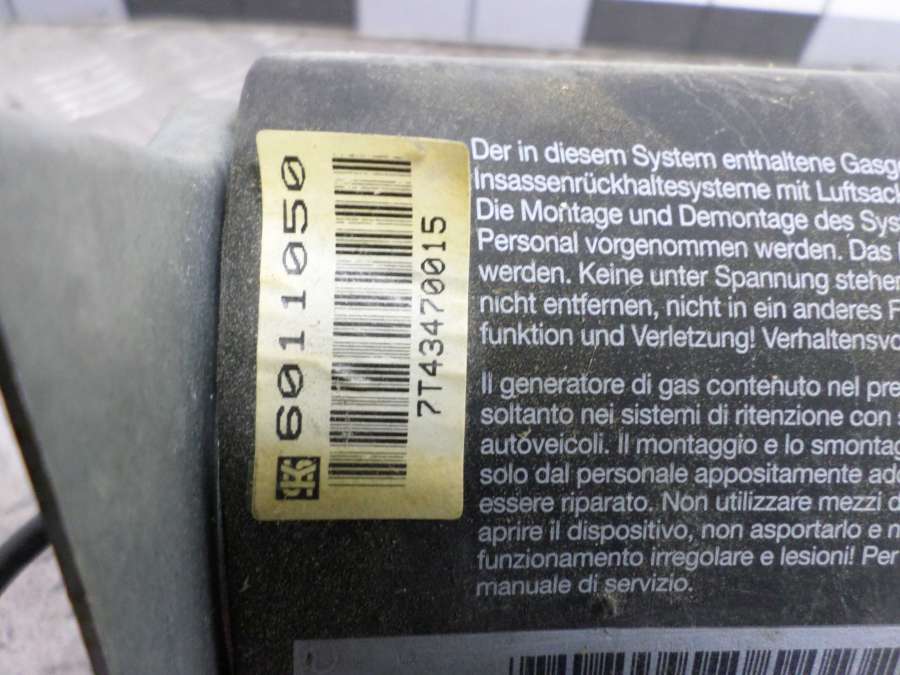 6011050
7T43470015
Der in diesem System enthaltene Gasge
Insassenrückhaltesysteme mit Luftsack
Die Montage und Demontage des Sys
Personal vorgenommen werden. Das
werden. Keine unter Spannung stehen
nicht entfernen, nicht in ein anderes F
funktion und Verletzung! Verhaltensvo
Il generatore di gas contenuto nel pre
soltanto nei sistemi di ritenzione con s
autoveicoli. Il montaggio e lo smontag
solo dal personale appositamente adde
essere riparato. Non utilizzare mezzi d
aprire il dispositivo, non asportarlo e n
funzionamento irregolare e lesioni! Per
manuale di servizio.